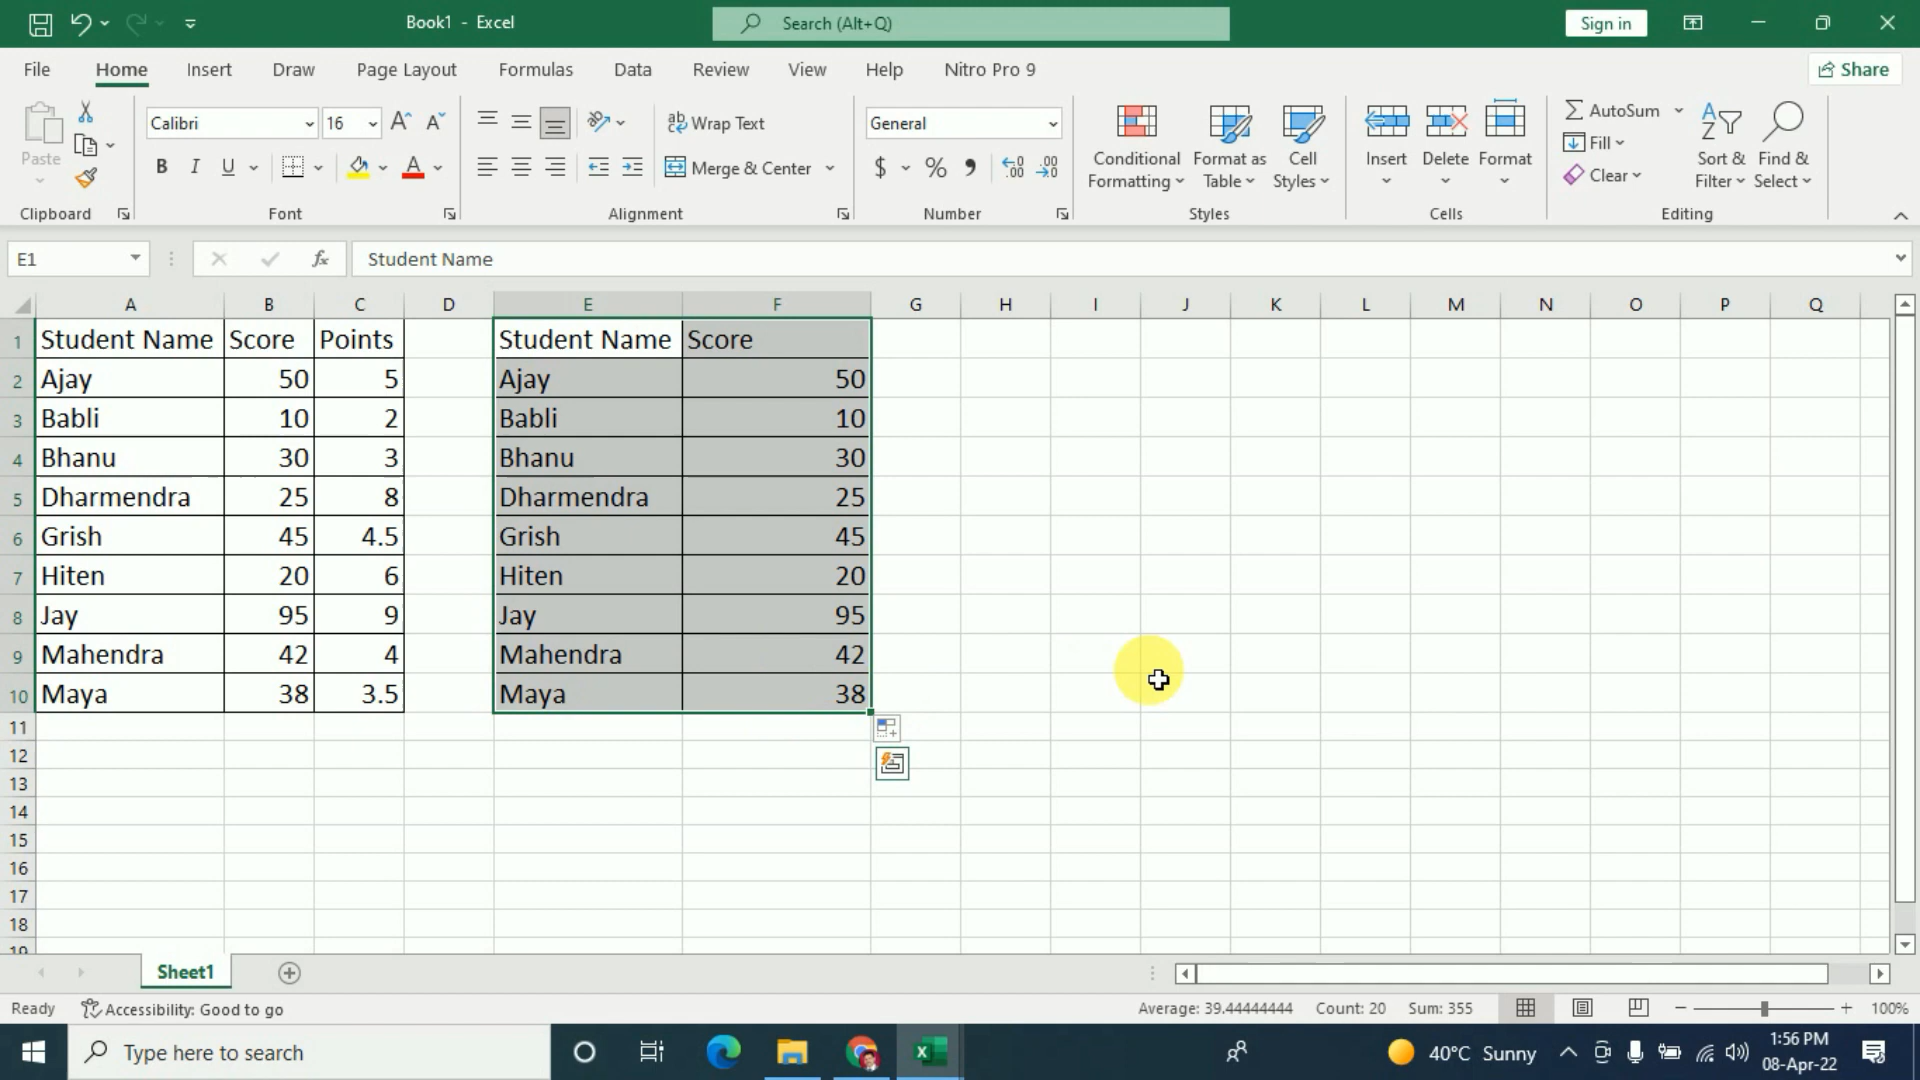 Book1 - Excel
Search (Alt+Q)
Sign in
File Home Insert Draw Page Layout Formulas Data Review View Help Nitro Pro 9
Share
Paste
Calibri 16
B I U A
Wrap Text
Merge & Center
General
$ % ,
Conditional Formatting
Format as Table
Cell Styles
Insert
Delete
Format
AutoSum
Fill
Clear
Sort & Filter
Find & Select
Clipboard Font Alignment Number Styles Cells Editing
E1 fx Student Name
A B C D E F G H I J K L M N O P Q
1 Student Name Score Points Student Name Score
2 Ajay 50 5 Ajay 50
3 Babli 10 2 Babli 10
4 Bhanu 30 3 Bhanu 30
5 Dharmendra 25 8 Dharmendra 25
6 Grish 45 4.5 Grish 45
7 Hiten 20 6 Hiten 20
8 Jay 95 9 Jay 95
9 Mahendra 42 4 Mahendra 42
10 Maya 38 3.5 Maya 38
11
12
13
14
15
16
17
18
19
Sheet1
Ready Accessibility: Good to go Average: 39.44444444 Count: 20 Sum: 355 100%
Type here to search
40°C Sunny
1:56 PM
08-Apr-22